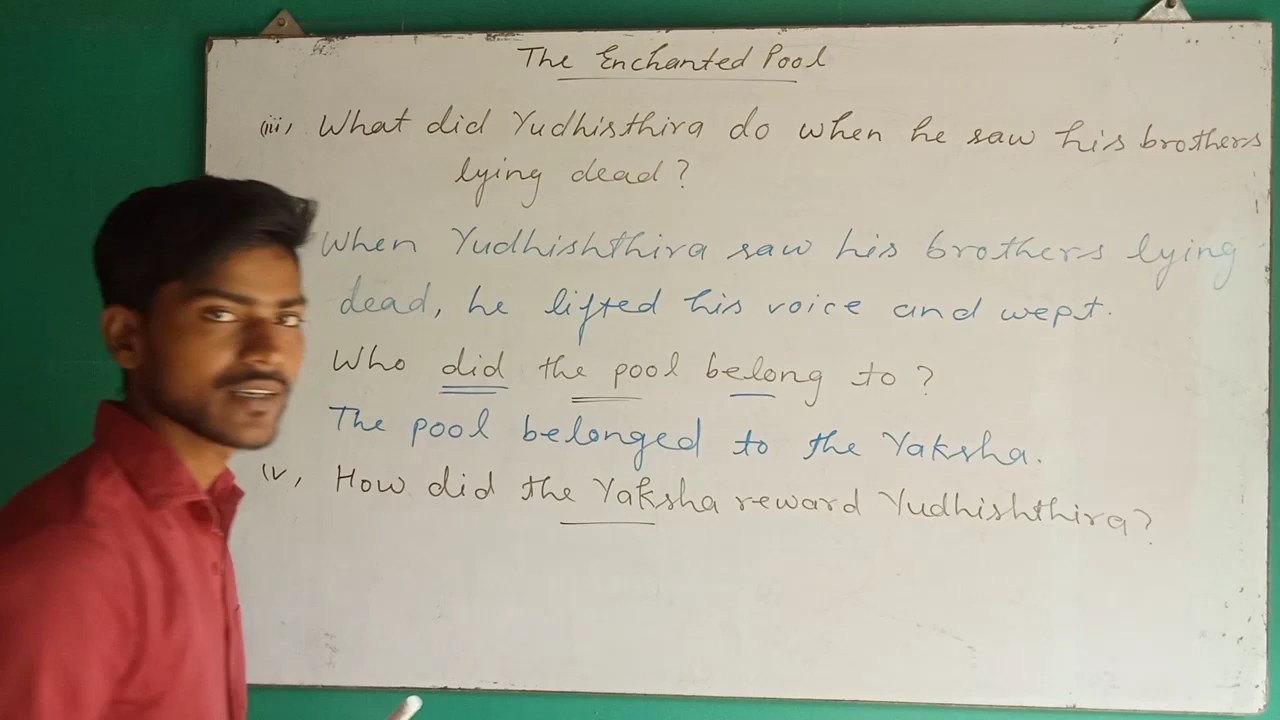 The Enchanted Pool
(iii) What did Yudhisthira do when he saw his brothers
lying dead?
When Yudhishthira saw his brothers lying
dead, he lifted his voice and wept.
Who did the pool belong to?
The pool belonged to the Yaksha.
(v, How did the Yaksha reward Yudhishthira?